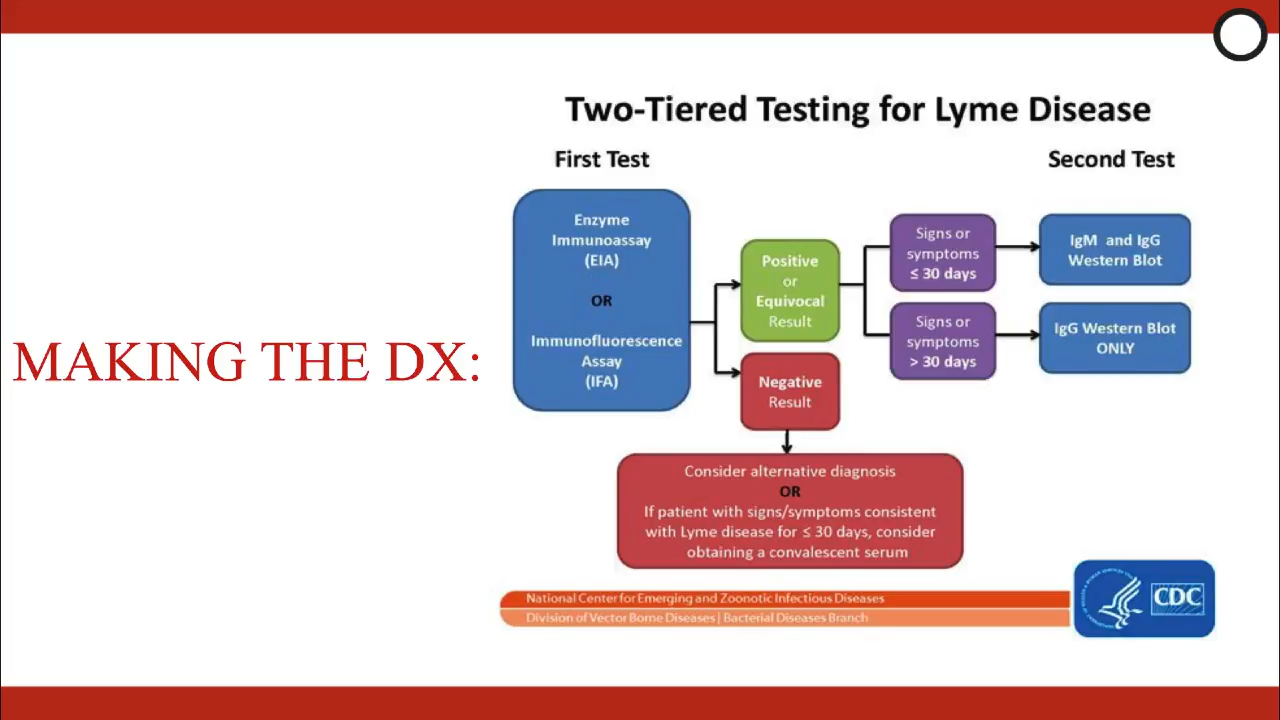 Two-Tiered Testing for Lyme Disease
First Test
Second Test
Enzyme
Immunoassay
(EIA)
OR
Immunofluorescence
Assay
(IFA)
Positive
or
Equivocal
Result
Negative
Result
Signs or
symptoms
≤ 30 days
Signs or
symptoms
> 30 days
IgM and IgG
Western Blot
IgG Western Blot
ONLY
MAKING THE DX:
Consider alternative diagnosis
OR
If patient with signs/symptoms consistent
with Lyme disease for ≤ 30 days, consider
obtaining a convalescent serum
National Center for Emerging and Zoonotic Infectious Diseases
Division of Vector Borne Diseases | Bacterial Diseases Branch
CDC